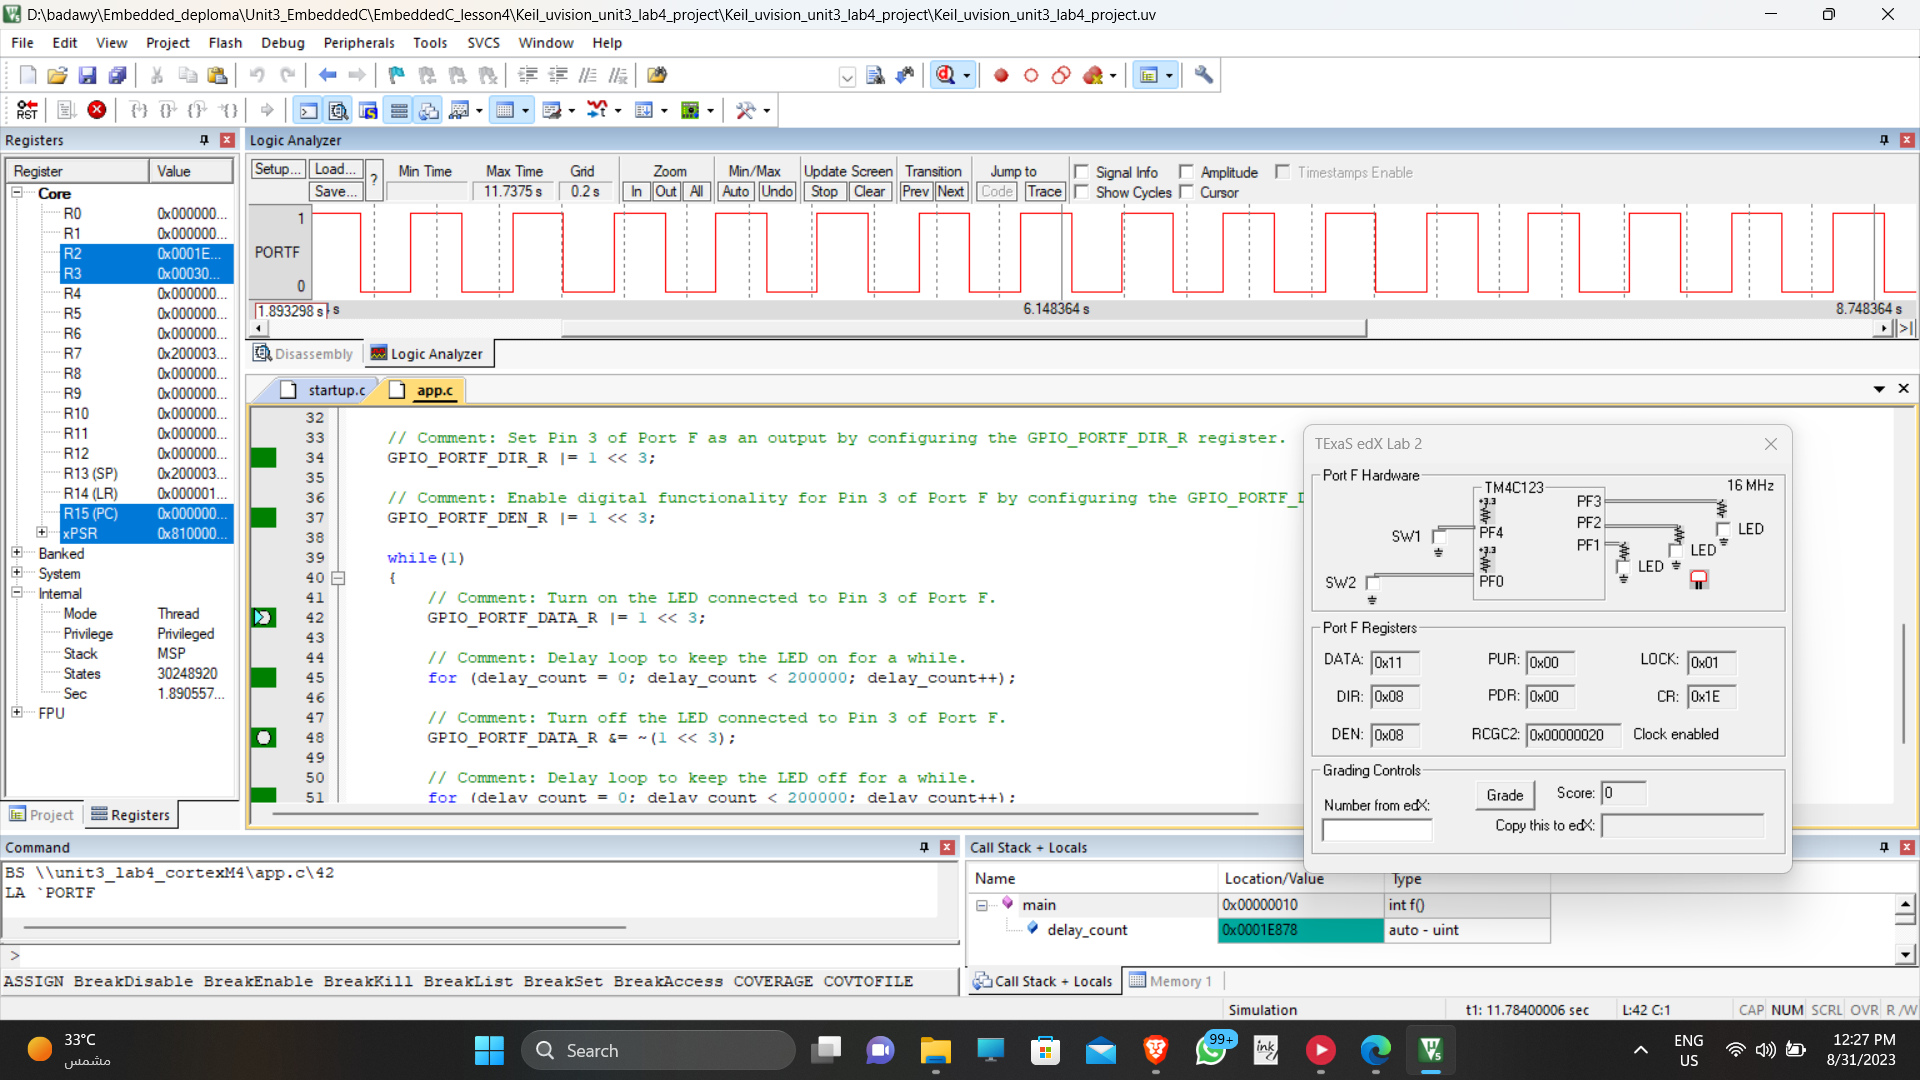 D:\badawy\Embedded_deploma\Unit3_EmbeddedC\EmbeddedC_lesson4\Keil_uvision_unit3_lab4_project\Keil_uvision_unit3_lab4_project\Keil_uvision_unit3_lab4_project.uv
File Edit View Project Flash Debug Peripherals Tools SVCS Window Help
RST
Registers
Register Value
Core
R0 0x000000...
R1 0x000000...
R2 0x0001E...
R3 0x00030...
R4 0x000000...
R5 0x000000...
R6 0x000000...
R7 0x200003...
R8 0x000000...
R9 0x000000...
R10 0x000000...
R11 0x000000...
R12 0x000000...
R13 (SP) 0x200003...
R14 (LR) 0x000001...
R15 (PC) 0x000000...
xPSR 0x810000...
Banked
System
Internal
Mode Thread
Privilege Privileged
Stack MSP
States 30248920
Sec 1.890557...
FPU
Project Registers
Logic Analyzer
Setup... Load... Save... ?
Min Time Max Time Grid Zoom Min/Max Update Screen Transition Jump to Signal Info Amplitude Timestamps Enable
11.7375 s 0.2 s In Out All Auto Undo Stop Clear Prev Next Code Trace Show Cycles Cursor
1
PORTF
0
1.893298 s s 6.148364 s 8.748364 s
Disassembly Logic Analyzer
startup.c app.c
32
33 // Comment: Set Pin 3 of Port F as an output by configuring the GPIO_PORTF_DIR_R register.
34 GPIO_PORTF_DIR_R |= 1 << 3;
35
36 // Comment: Enable digital functionality for Pin 3 of Port F by configuring the GPIO_PORTF_D
37 GPIO_PORTF_DEN_R |= 1 << 3;
38
39 while(1)
40 {
41 // Comment: Turn on the LED connected to Pin 3 of Port F.
42 GPIO_PORTF_DATA_R |= 1 << 3;
43
44 // Comment: Delay loop to keep the LED on for a while.
45 for (delay_count = 0; delay_count < 200000; delay_count++);
46
47 // Comment: Turn off the LED connected to Pin 3 of Port F.
48 GPIO_PORTF_DATA_R &= ~(1 << 3);
49
50 // Comment: Delay loop to keep the LED off for a while.
51 for (delay_count = 0; delay_count < 200000; delay_count++);
TExaS edX Lab 2
Port F Hardware
TM4C123 16 MHz
+3.3 PF3
SW1 PF4 PF2 LED
+3.3 PF1 LED
SW2 PF0 LED
Port F Registers
DATA: 0x11 PUR: 0x00 LOCK: 0x01
DIR: 0x08 PDR: 0x00 CR: 0x1E
DEN: 0x08 RCGC2: 0x00000020 Clock enabled
Grading Controls
Number from edX: Grade Score: 0
Copy this to edX:
Command
BS \\unit3_lab4_cortexM4\app.c\42
LA `PORTF
>
ASSIGN BreakDisable BreakEnable BreakKill BreakList BreakSet BreakAccess COVERAGE COVTOFILE
Call Stack + Locals
Name Location/Value Type
main 0x00000010 int f()
delay_count 0x0001E878 auto - uint
Call Stack + Locals Memory 1
Simulation t1: 11.78400006 sec L:42 C:1 CAP NUM SCRL OVR R/W
33°C
مشمس
Search
99+
ink
ENG
US
12:27 PM
8/31/2023